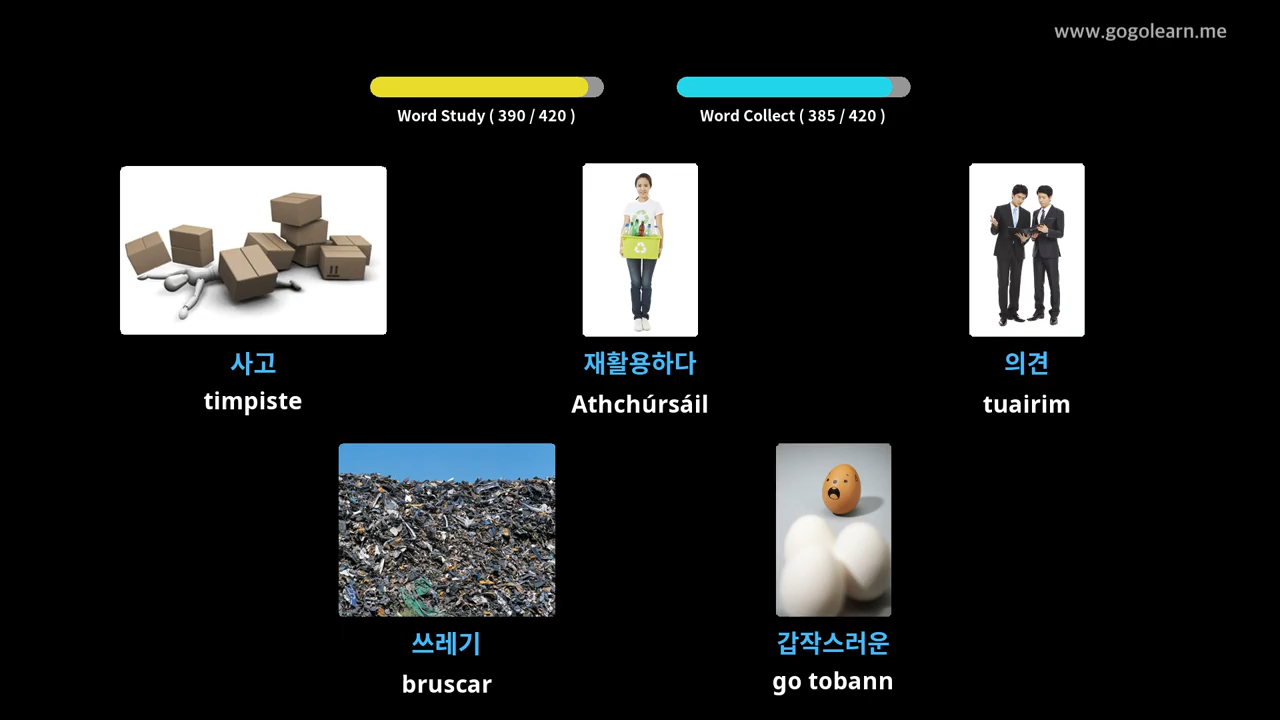 www.gogolearn.me
Word Study ( 390 / 420 )
Word Collect ( 385 / 420 )
사고
timpiste
재활용하다
Athchúrsáil
의견
tuairim
쓰레기
bruscar
갑작스러운
go tobann